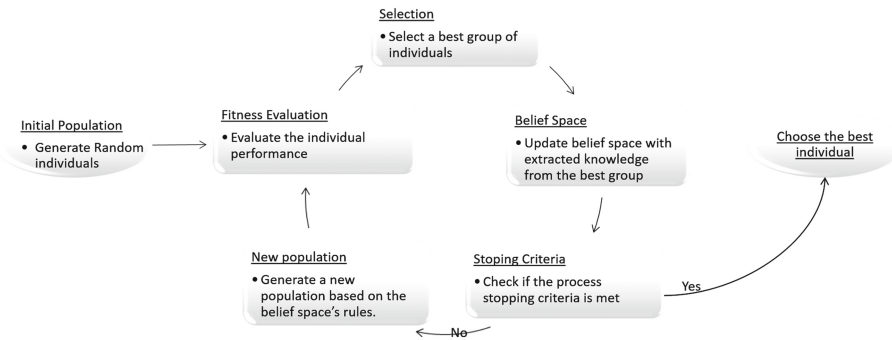 Selection
• Select a best group of
individuals
Fitness Evaluation
• Evaluate the individual
performance
Initial Population
• Generate Random
individuals
Belief Space
• Update belief space with
extracted knowledge
from the best group
Choose the best
individual
New population
• Generate a new
population based on the
belief space's rules.
Stoping Criteria
• Check if the process
stopping criteria is met
Yes
No